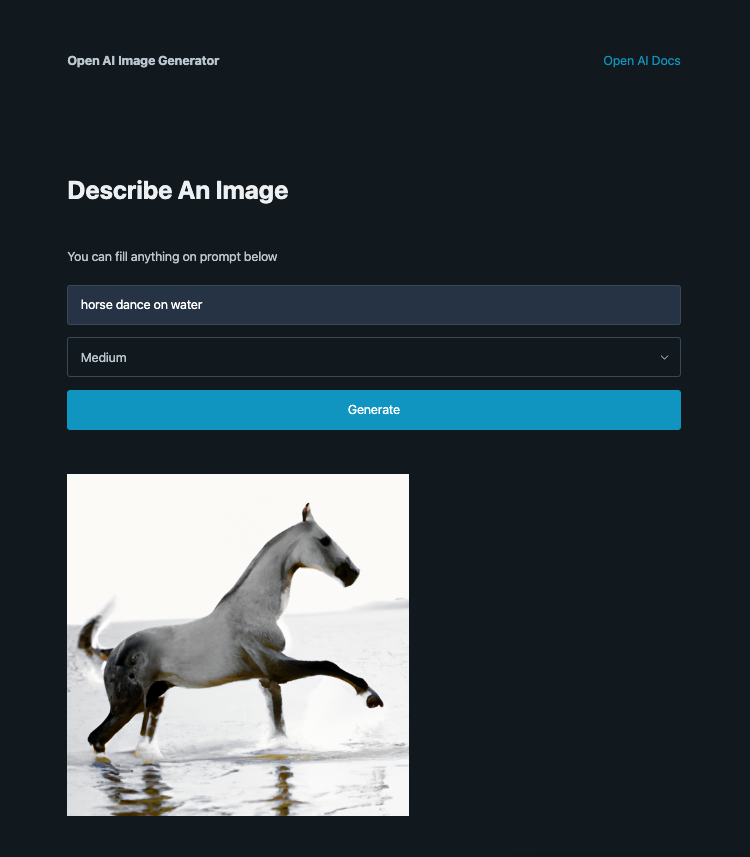 Open AI Image Generator
Open AI Docs
Describe An Image
You can fill anything on prompt below
horse dance on water
Medium
Generate